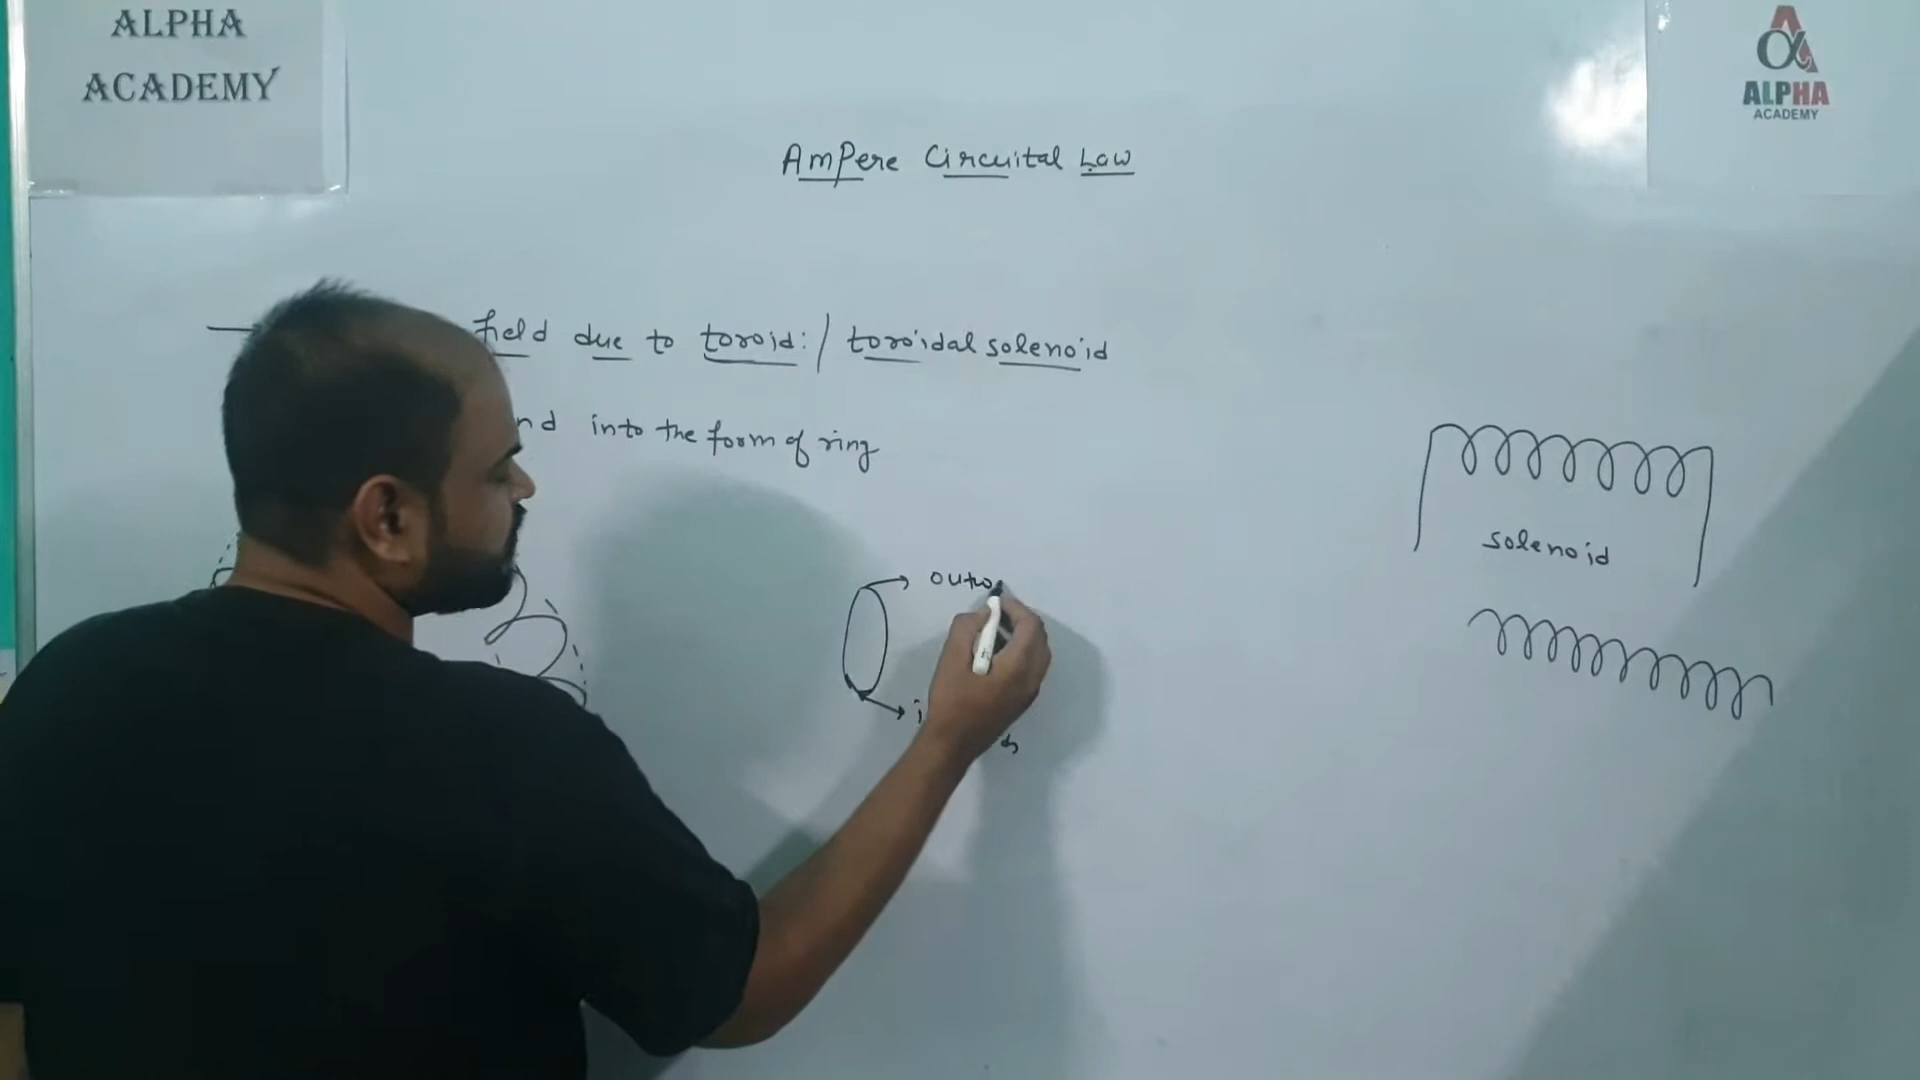 ALPHA
ACADEMY
ALPHA
ACADEMY
Ampere Circuital Law
field due to toroid: / toroidal solenoid
into the form of ring
solenoid